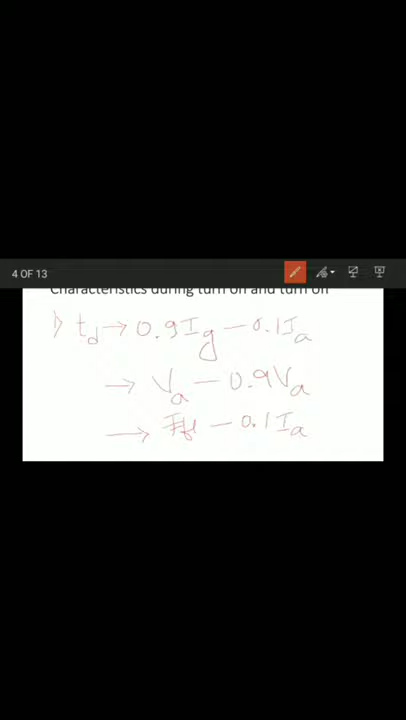 4 OF 13
Characteristics during turn on and turn off
1) td → 0.9Ig – 0.1Ia
→ Va – 0.9Va
→ – 0.1Ia